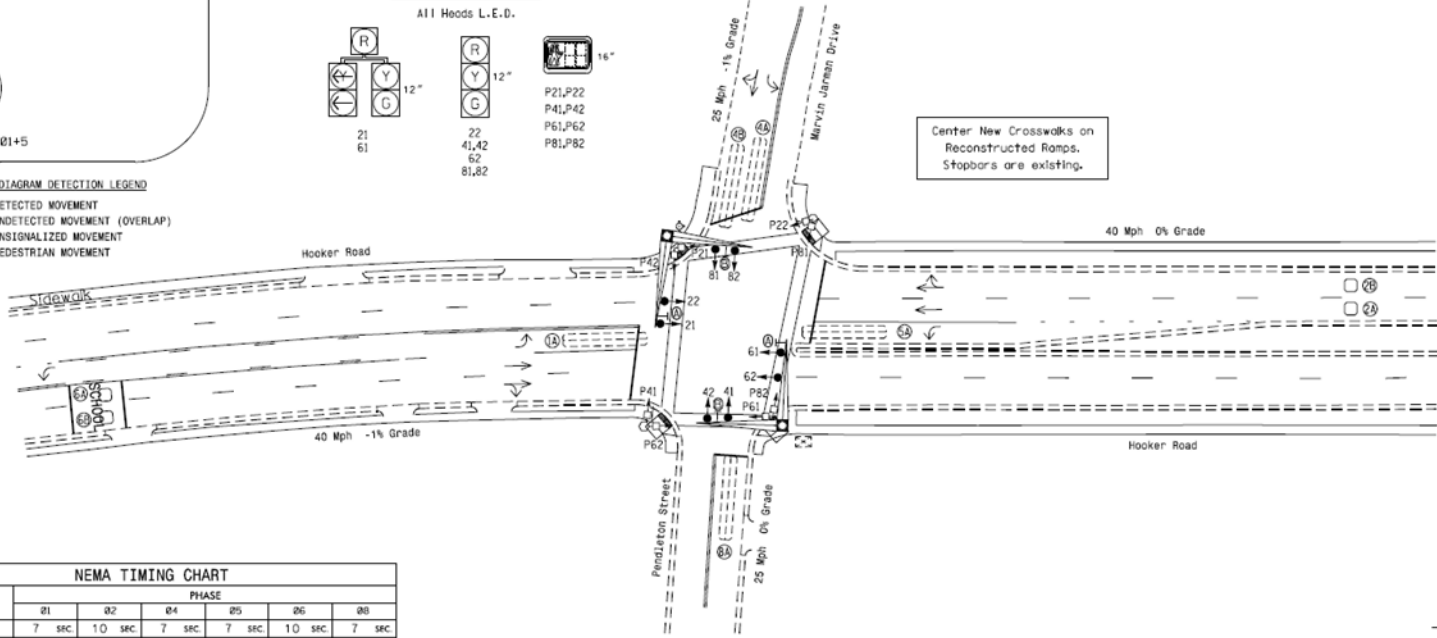 All Heads L.E.D.
R
Y
Y
G
12"
21
61
R
Y
G
12"
22
41,42
62
81,82
16"
P21,P22
P41,P42
P61,P62
P81,P82
01+5
DIAGRAM DETECTION LEGEND
ETECTED MOVEMENT
NDETECTED MOVEMENT (OVERLAP)
NSIGNALIZED MOVEMENT
EDESTRIAN MOVEMENT
25 Mph -1% Grade
Marvin Jarman Drive
4B
4A
Center New Crosswalks on
Reconstructed Ramps.
Stopbars are existing.
Hooker Road
Sidewalk
40 Mph 0% Grade
P22
P42
P21
B
P81
81
82
22
A
21
2B
2A
1A
5A
A
61
62
SCHOOL
6A
6B
P41
42
B
41
P82
P61
P62
40 Mph -1% Grade
Hooker Road
Pendleton Street
8A
25 Mph 0% Grade
NEMA TIMING CHART
PHASE
Ø1 Ø2 Ø4 Ø5 Ø6 Ø8
7 SEC. 10 SEC. 7 SEC. 7 SEC. 10 SEC. 7 SEC.